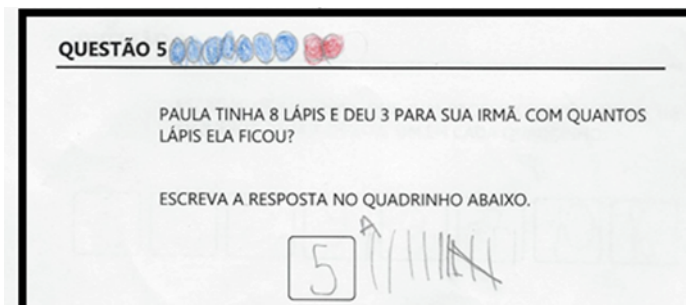 QUESTÃO 5
PAULA TINHA 8 LÁPIS E DEU 3 PARA SUA IRMÃ. COM QUANTOS
LÁPIS ELA FICOU?
ESCREVA A RESPOSTA NO QUADRINHO ABAIXO.
5